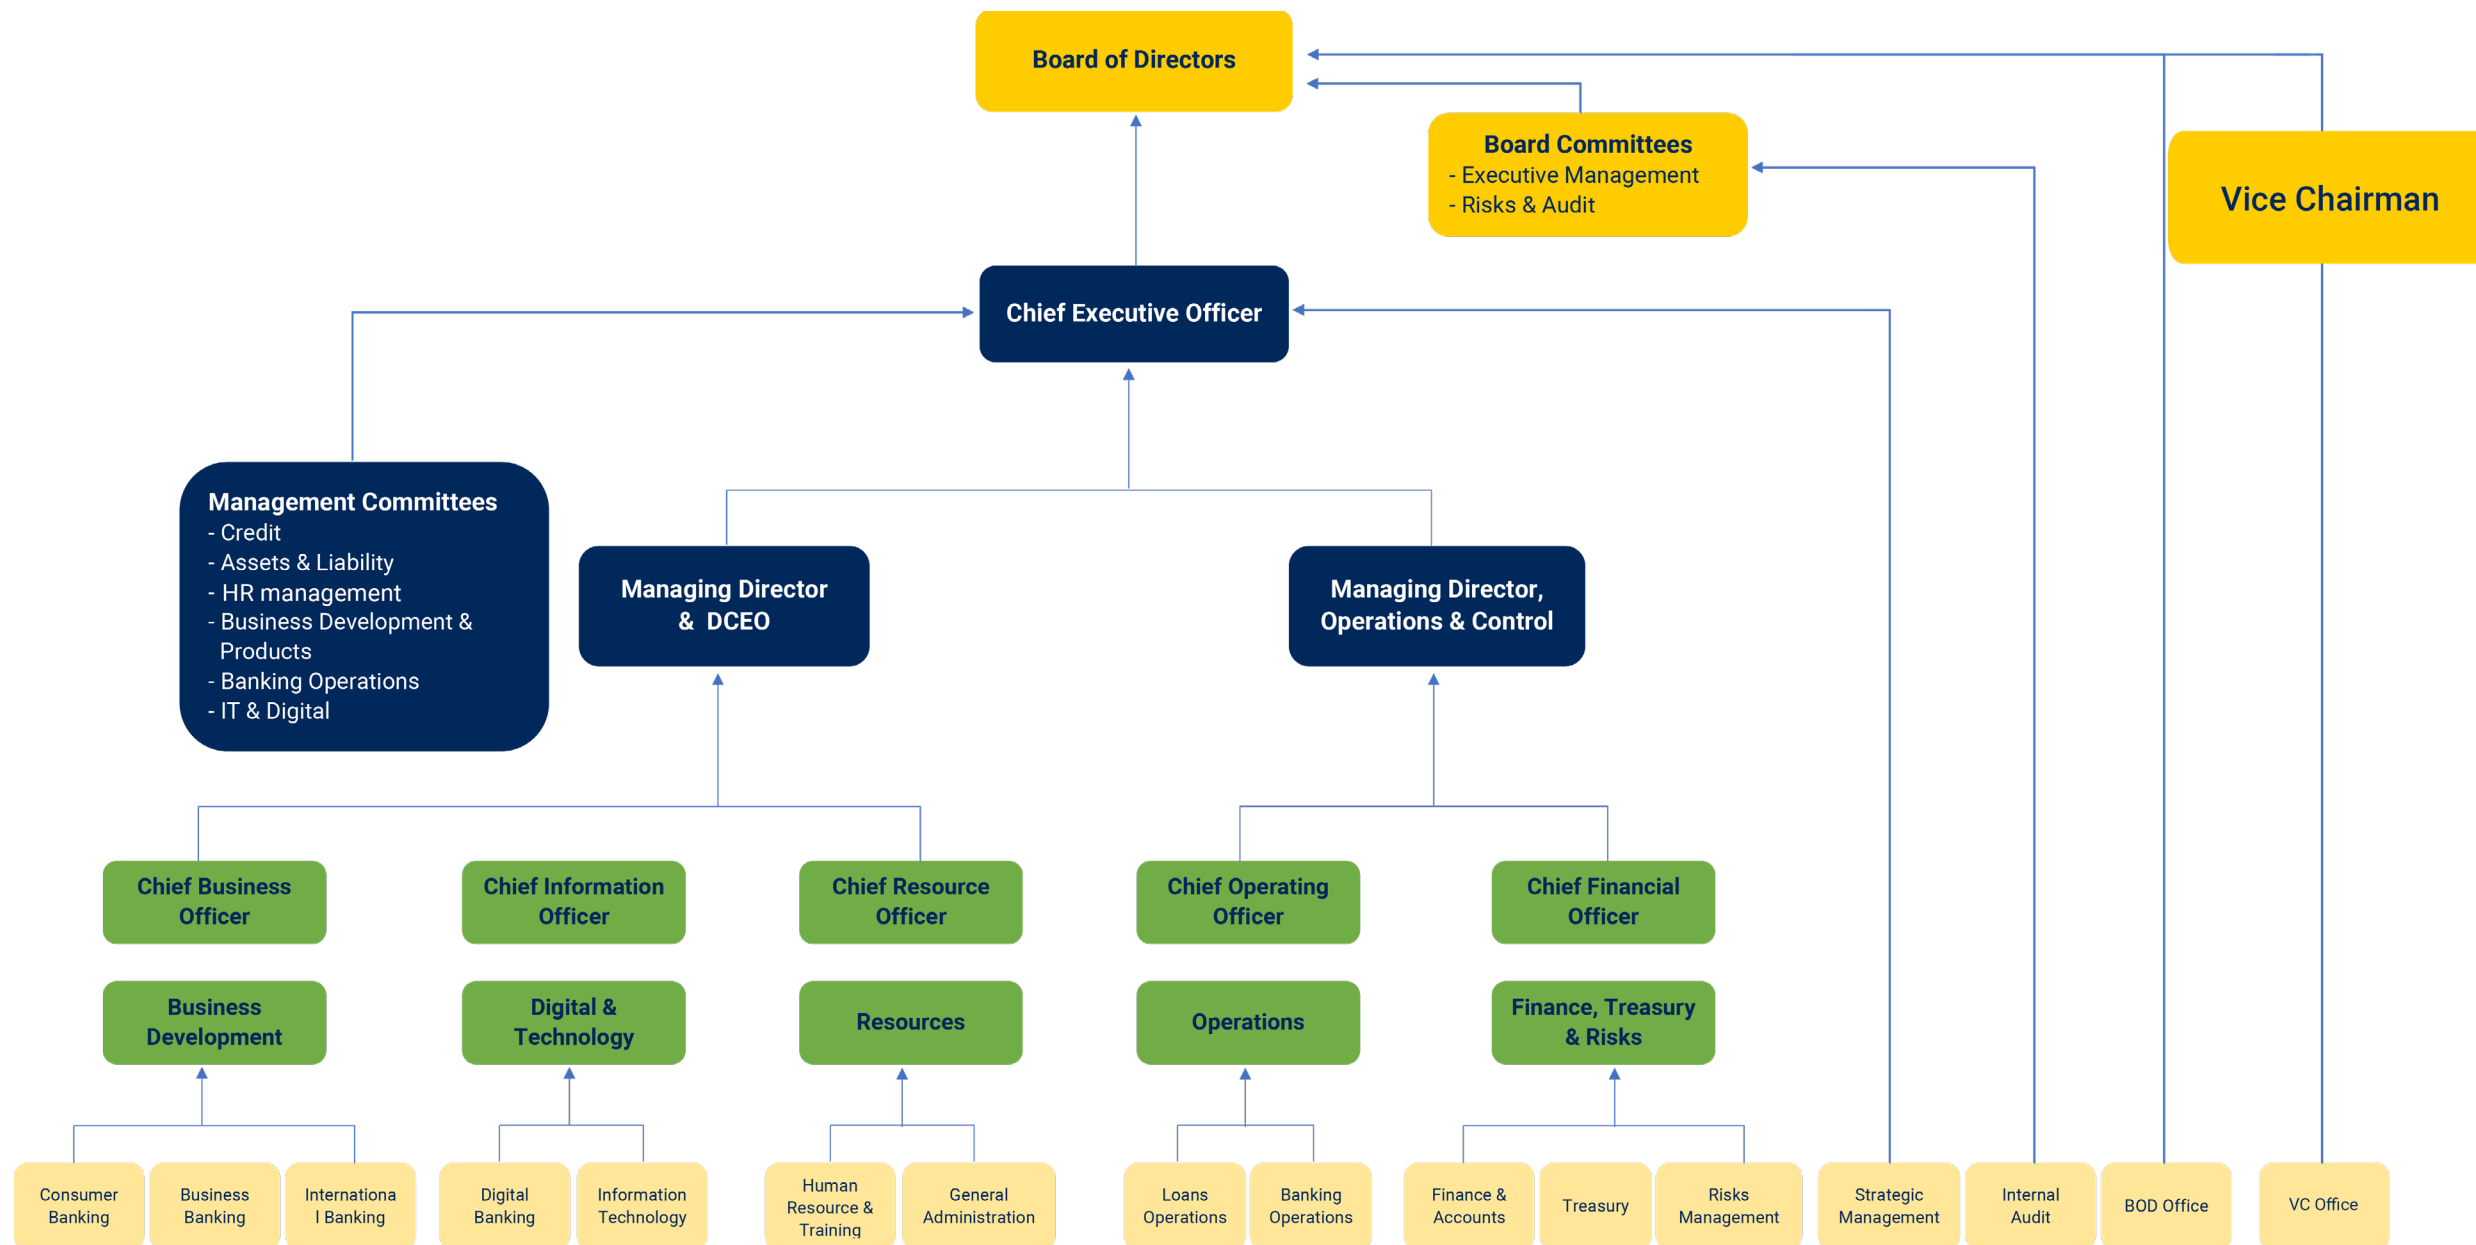 Board of Directors
Board Committees
- Executive Management
- Risks & Audit
Vice Chairman
Chief Executive Officer
Management Committees
- Credit
- Assets & Liability
- HR management
- Business Development &
Products
- Banking Operations
- IT & Digital
Managing Director
& DCEO
Managing Director,
Operations & Control
Chief Business
Officer
Chief Information
Officer
Chief Resource
Officer
Chief Operating
Officer
Chief Financial
Officer
Business
Development
Digital &
Technology
Resources
Operations
Finance, Treasury
& Risks
Consumer
Banking
Business
Banking
Internationa
l Banking
Digital
Banking
Information
Technology
Human
Resource &
Training
General
Administration
Loans
Operations
Banking
Operations
Finance &
Accounts
Treasury
Risks
Management
Strategic
Management
Internal
Audit
BOD Office
VC Office